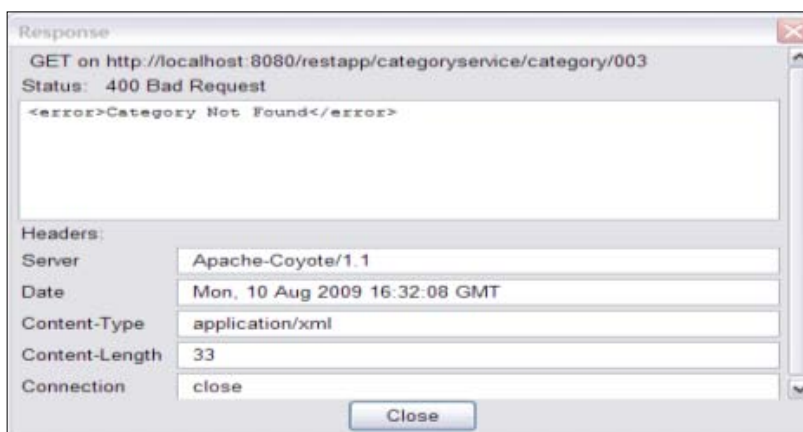 Response
GET on http://localhost:8080/restapp/categoryservice/category/003
Status: 400 Bad Request
<error>Category Not Found</error>
Headers:
Server Apache-Coyote/1.1
Date Mon, 10 Aug 2009 16:32:08 GMT
Content-Type application/xml
Content-Length 33
Connection close
Close